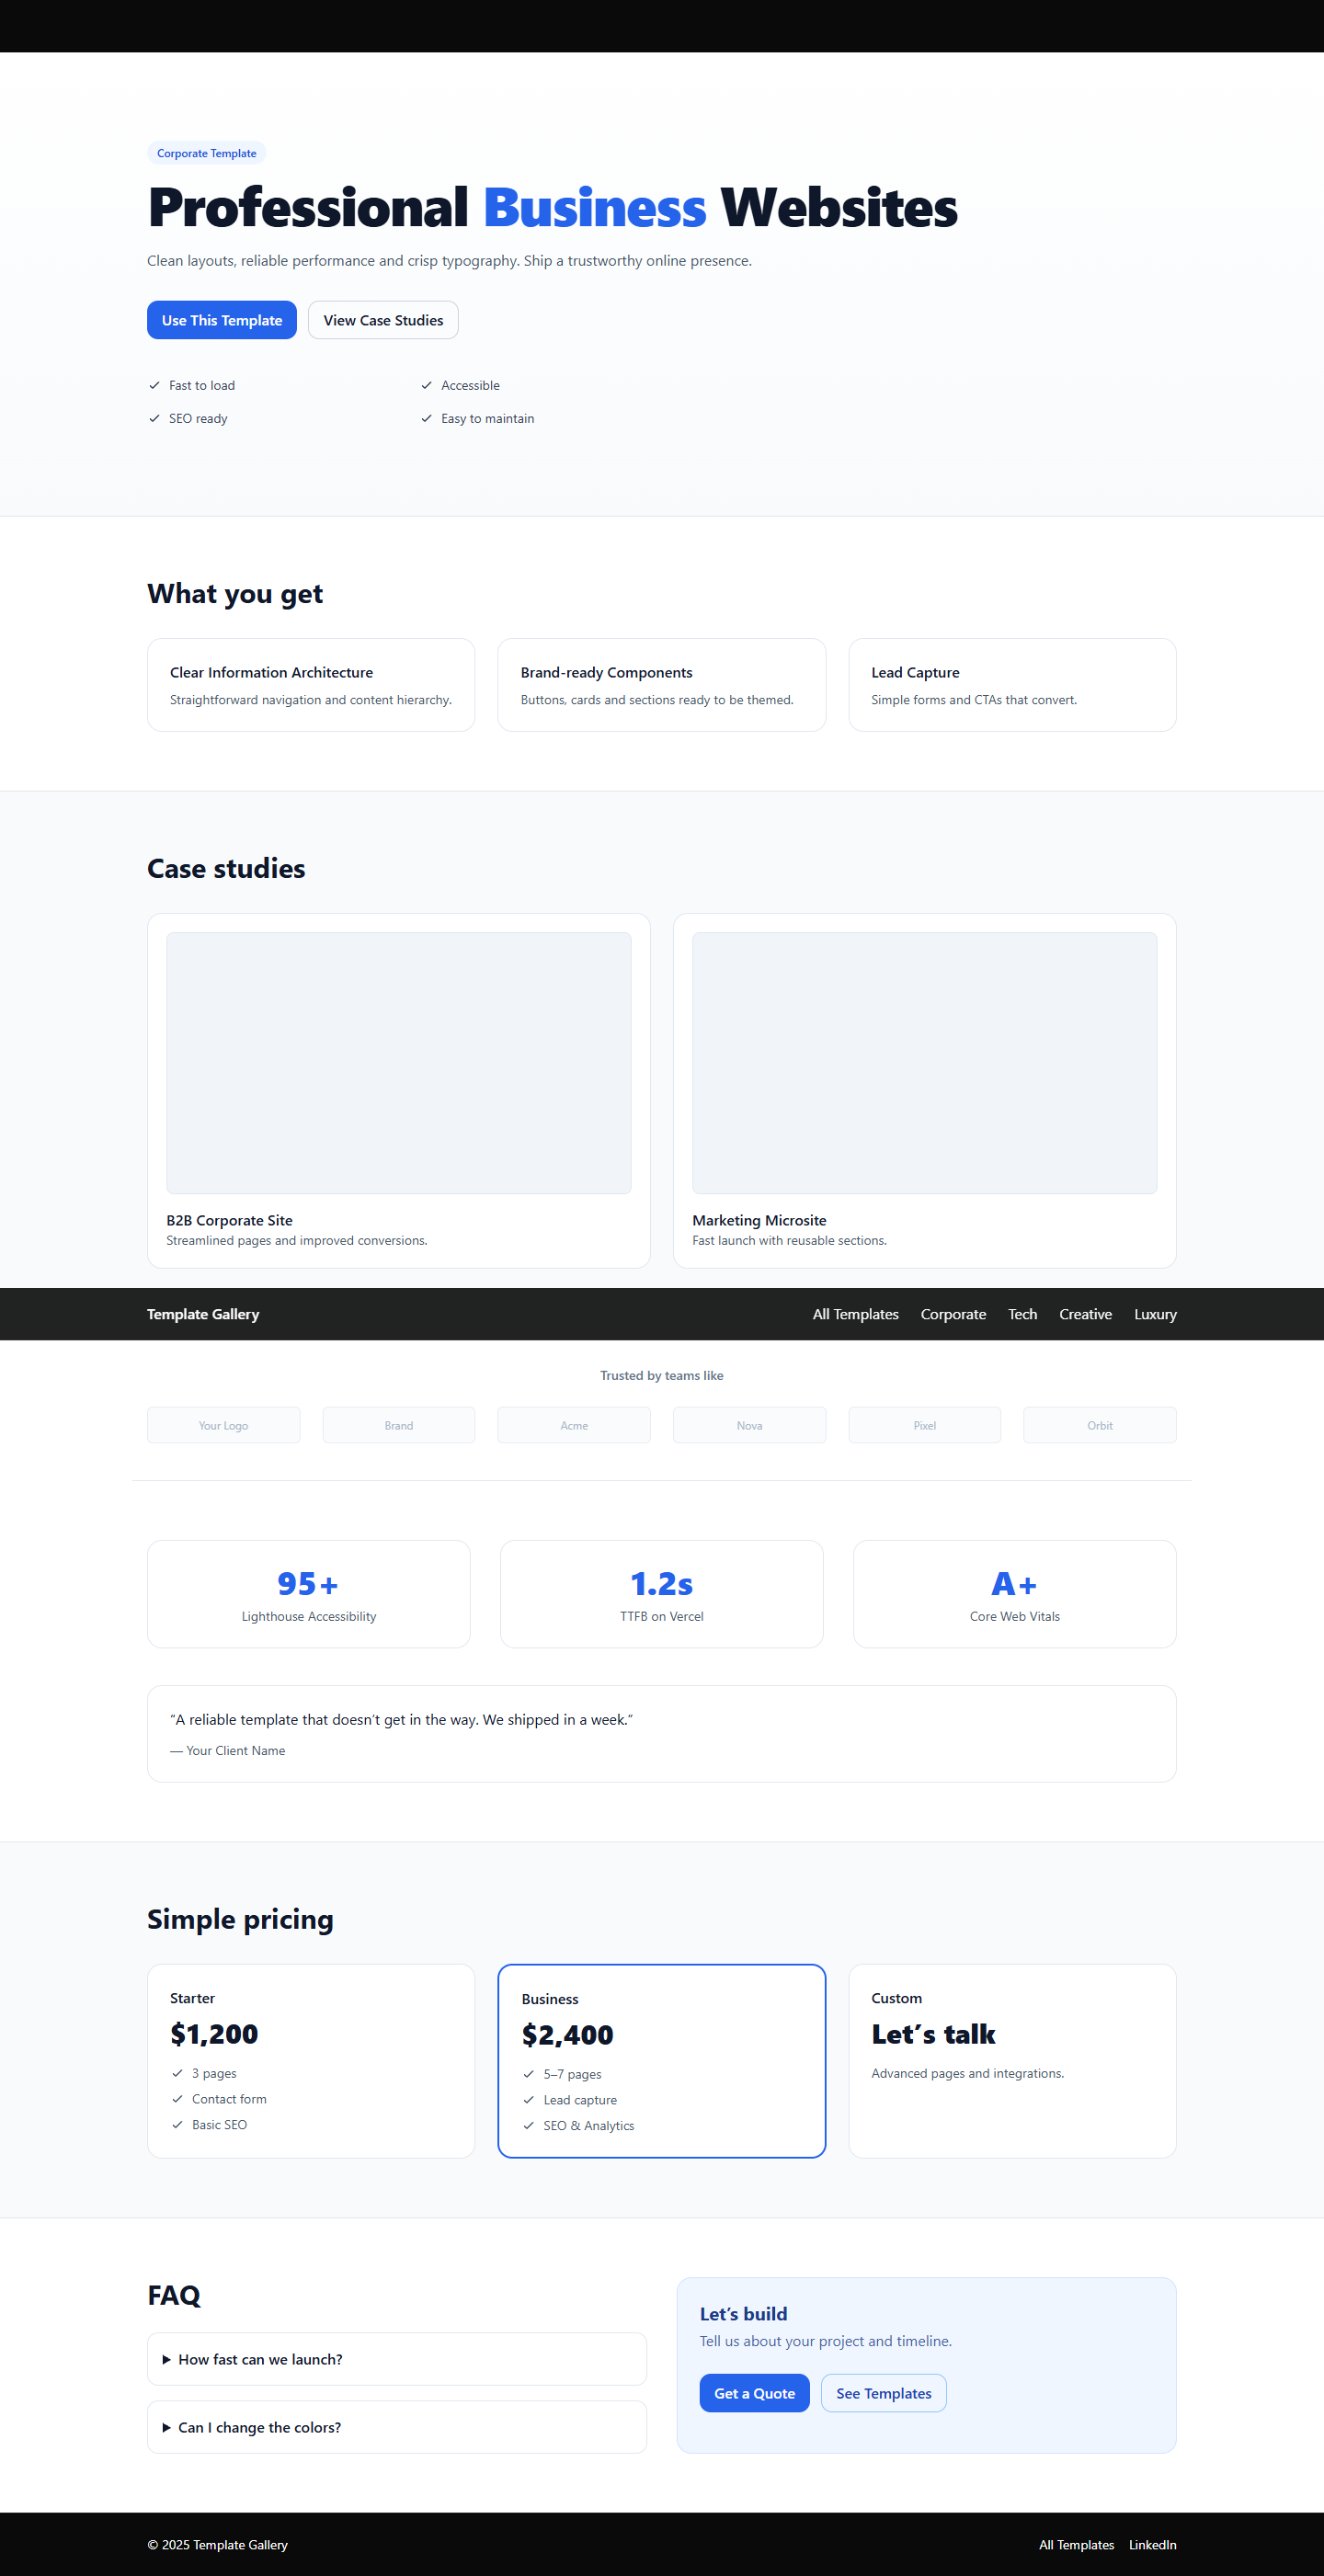 Corporate Template
Professional Business Websites
Clean layouts, reliable performance and crisp typography. Ship a trustworthy online presence.
Use This Template
View Case Studies
Fast to load
Accessible
SEO ready
Easy to maintain
What you get
Clear Information Architecture
Straightforward navigation and content hierarchy.
Brand-ready Components
Buttons, cards and sections ready to be themed.
Lead Capture
Simple forms and CTAs that convert.
Case studies
B2B Corporate Site
Streamlined pages and improved conversions.
Marketing Microsite
Fast launch with reusable sections.
Template Gallery
All Templates
Corporate
Tech
Creative
Luxury
Trusted by teams like
Your Logo
Brand
Acme
Nova
Pixel
Orbit
95+
Lighthouse Accessibility
1.2s
TTFB on Vercel
A+
Core Web Vitals
“A reliable template that doesn’t get in the way. We shipped in a week.”
— Your Client Name
Simple pricing
Starter
$1,200
3 pages
Contact form
Basic SEO
Business
$2,400
5–7 pages
Lead capture
SEO & Analytics
Custom
Let’s talk
Advanced pages and integrations.
FAQ
How fast can we launch?
Can I change the colors?
Let’s build
Tell us about your project and timeline.
Get a Quote
See Templates
© 2025 Template Gallery
All Templates
LinkedIn